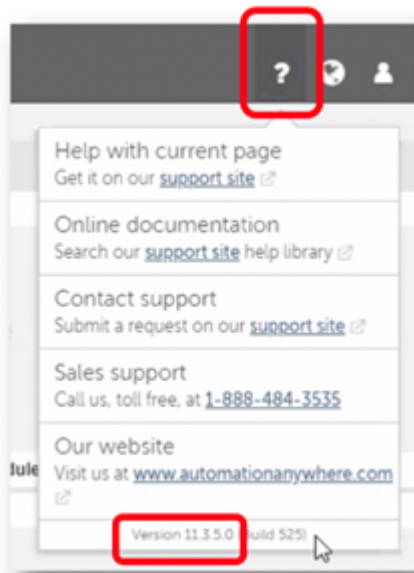 ?
Help with current page
Get it on our support site
Online documentation
Search our support site help library
Contact support
Submit a request on our support site
Sales support
Call us, toll free, at 1-888-484-3535
Our website
dule
Visit us at www.automationanywhere.com
Version 11.3.5.0 (Build 525)